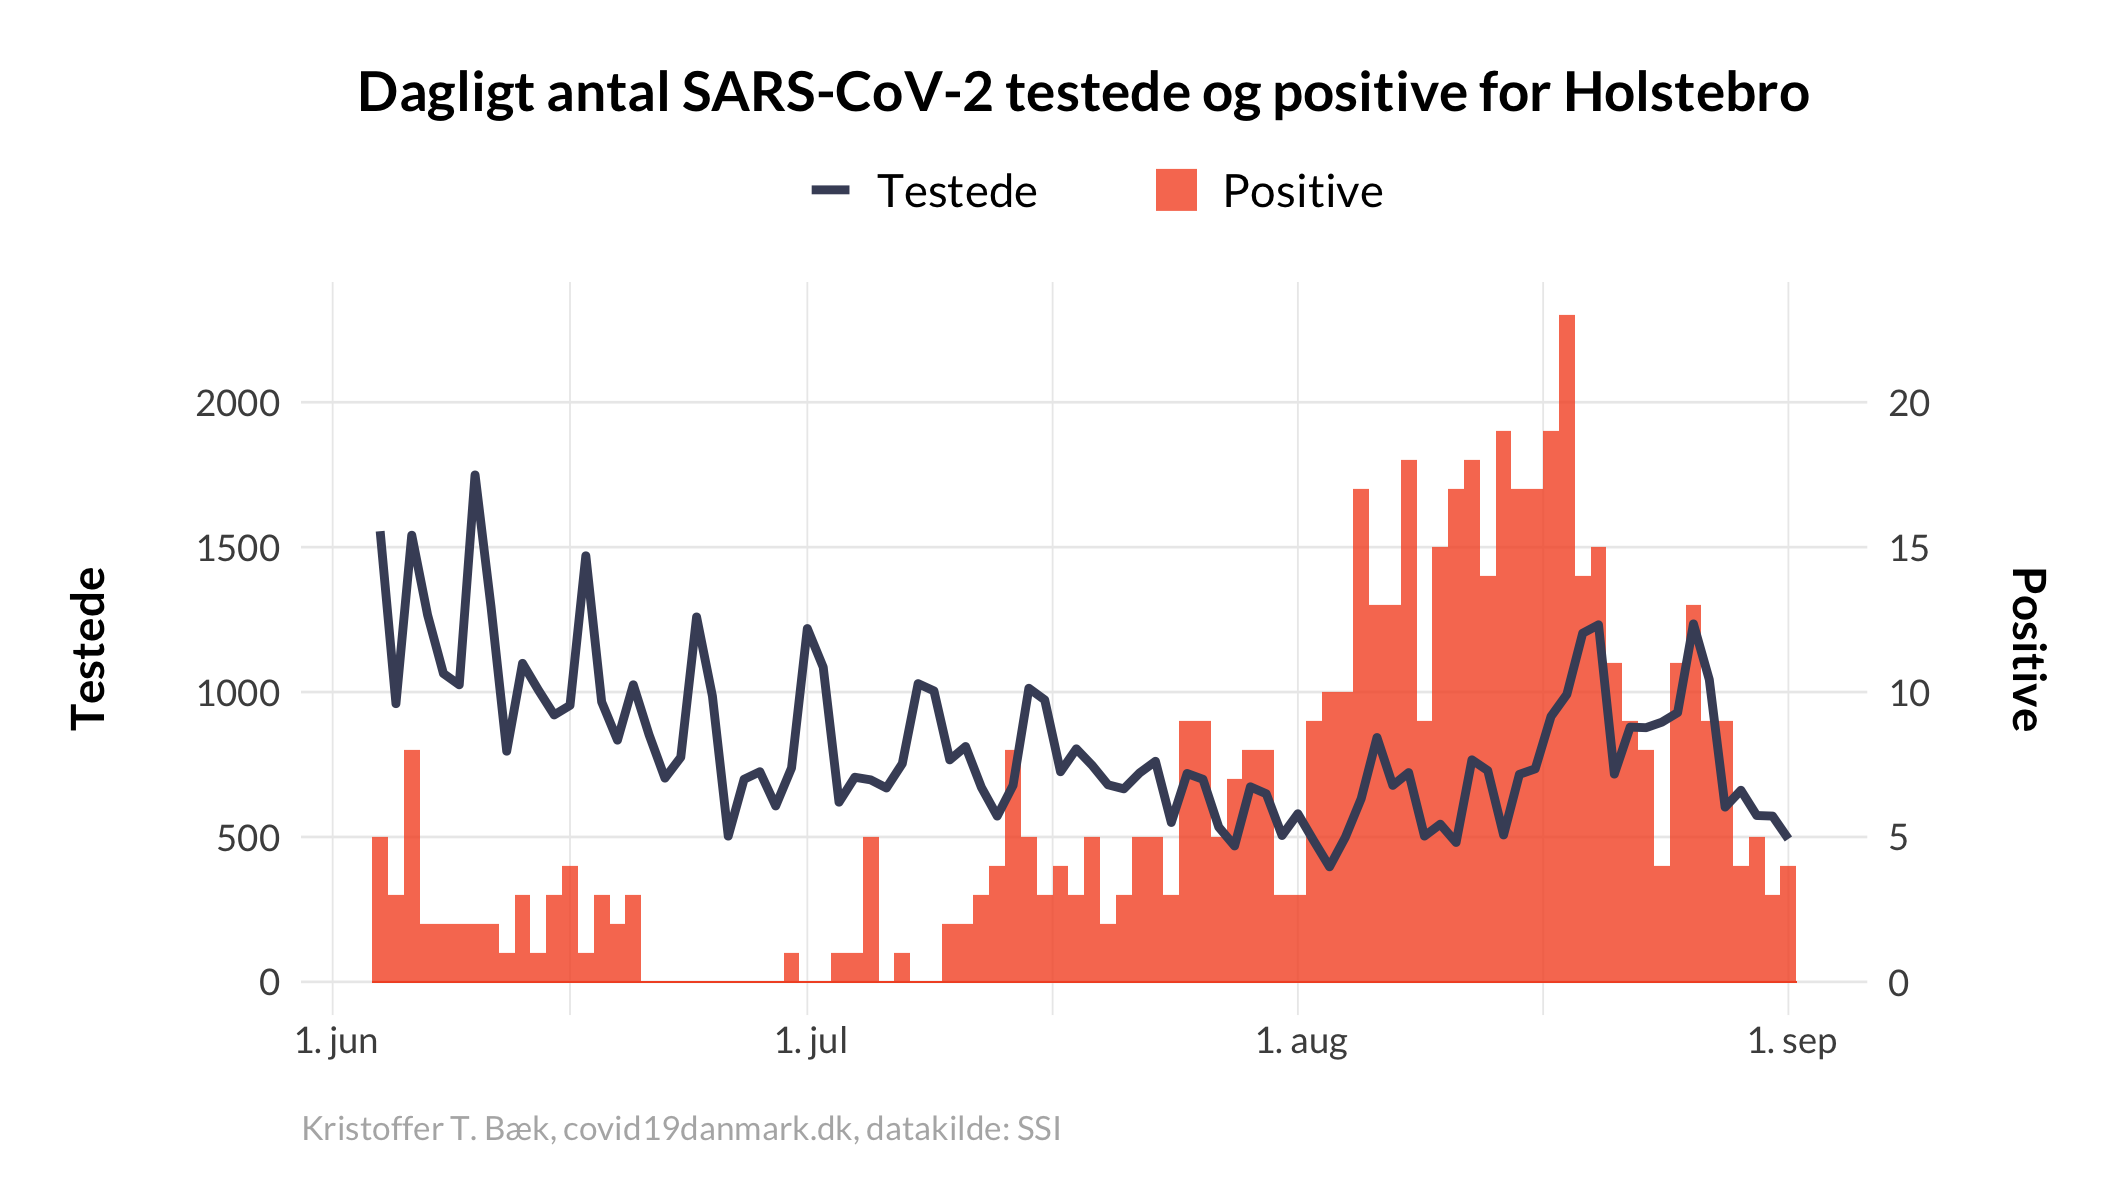 Dagligt antal SARS-CoV-2 testede og positive for Holstebro
Testede
Positive
Testede
2000
1500
1000
500
0
20
15
10
5
0
Positive
1. jun
1. jul
1. aug
1. sep
Kristoffer T. Bæk, covid19danmark.dk, datakilde: SSI